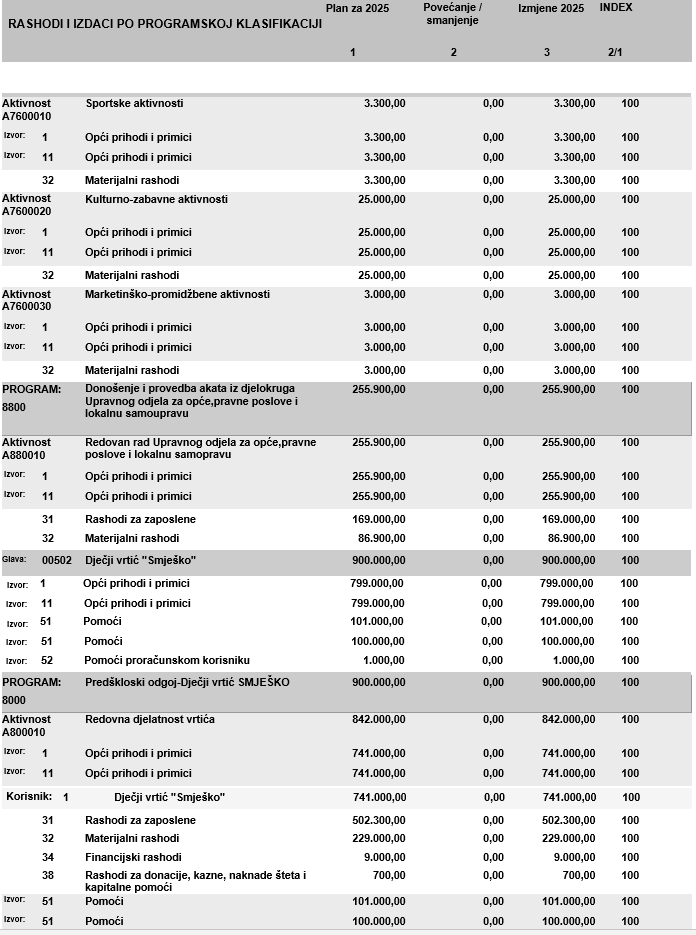 RASHODI I IZDACI PO PROGRAMSKOJ KLASIFIKACIJI Plan za 2025 Povećanje / smanjenje Izmjene 2025 INDEX
1 2 3 2/1
Aktivnost A7600010 Sportske aktivnosti 3.300,00 0,00 3.300,00 100
Izvor: 1 Opći prihodi i primici 3.300,00 0,00 3.300,00 100
Izvor: 11 Opći prihodi i primici 3.300,00 0,00 3.300,00 100
32 Materijalni rashodi 3.300,00 0,00 3.300,00 100
Aktivnost A7600020 Kulturno-zabavne aktivnosti 25.000,00 0,00 25.000,00 100
Izvor: 1 Opći prihodi i primici 25.000,00 0,00 25.000,00 100
Izvor: 11 Opći prihodi i primici 25.000,00 0,00 25.000,00 100
32 Materijalni rashodi 25.000,00 0,00 25.000,00 100
Aktivnost A7600030 Marketinško-promidžbene aktivnosti 3.000,00 0,00 3.000,00 100
Izvor: 1 Opći prihodi i primici 3.000,00 0,00 3.000,00 100
Izvor: 11 Opći prihodi i primici 3.000,00 0,00 3.000,00 100
32 Materijalni rashodi 3.000,00 0,00 3.000,00 100
PROGRAM: Donošenje i provedba akata iz djelokruga 255.900,00 0,00 255.900,00 100
8800 Upravnog odjela za opće,pravne poslove i
lokalnu samoupravu
Aktivnost Redovan rad Upravnog odjela za opće,pravne 255.900,00 0,00 255.900,00 100
A880010 poslove i lokalnu samopravu
Izvor: 1 Opći prihodi i primici 255.900,00 0,00 255.900,00 100
Izvor: 11 Opći prihodi i primici 255.900,00 0,00 255.900,00 100
31 Rashodi za zaposlene 169.000,00 0,00 169.000,00 100
32 Materijalni rashodi 86.900,00 0,00 86.900,00 100
Glava: 00502 Dječji vrtić "Smješko" 900.000,00 0,00 900.000,00 100
Izvor: 1 Opći prihodi i primici 799.000,00 0,00 799.000,00 100
Izvor: 11 Opći prihodi i primici 799.000,00 0,00 799.000,00 100
Izvor: 51 Pomoći 101.000,00 0,00 101.000,00 100
Izvor: 51 Pomoći 100.000,00 0,00 100.000,00 100
Izvor: 52 Pomoći proračunskom korisniku 1.000,00 0,00 1.000,00 100
PROGRAM: Predškloski odgoj-Dječji vrtić SMJEŠKO 900.000,00 0,00 900.000,00 100
8000
Aktivnost Redovna djelatnost vrtića 842.000,00 0,00 842.000,00 100
A800010
Izvor: 1 Opći prihodi i primici 741.000,00 0,00 741.000,00 100
Izvor: 11 Opći prihodi i primici 741.000,00 0,00 741.000,00 100
Korisnik: 1 Dječji vrtić "Smješko" 741.000,00 0,00 741.000,00 100
31 Rashodi za zaposlene 502.300,00 0,00 502.300,00 100
32 Materijalni rashodi 229.000,00 0,00 229.000,00 100
34 Financijski rashodi 9.000,00 0,00 9.000,00 100
38 Rashodi za donacije, kazne, naknade šteta i 700,00 0,00 700,00 100
kapitalne pomoći
Izvor: 51 Pomoći 101.000,00 0,00 101.000,00 100
Izvor: 51 Pomoći 100.000,00 0,00 100.000,00 100